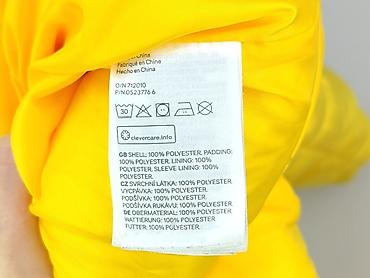 in China
Fabriqué en Chine
Hecho en China
O/N 712010
P/N 0523776 6
30
clevercare.info
GB SHELL: 100% POLYESTER, PADDING:
100% POLYESTER, LINING: 100%
POLYESTER, SLEEVE LINING: 100%
POLYESTER.
CZ SVRCHNÍ LÁTKA: 100% POLYESTER,
VYCPÁVKA: 100% POLYESTER,
PODŠÍVKA: 100% POLYESTER,
PODŠÍVKA RUKÁVU: 100% POLYESTER.
DE OBERMATERIAL: 100% POLYESTER,
WATTIERUNG: 100% POLYESTER,
FUTTER: 100% POLYESTER,